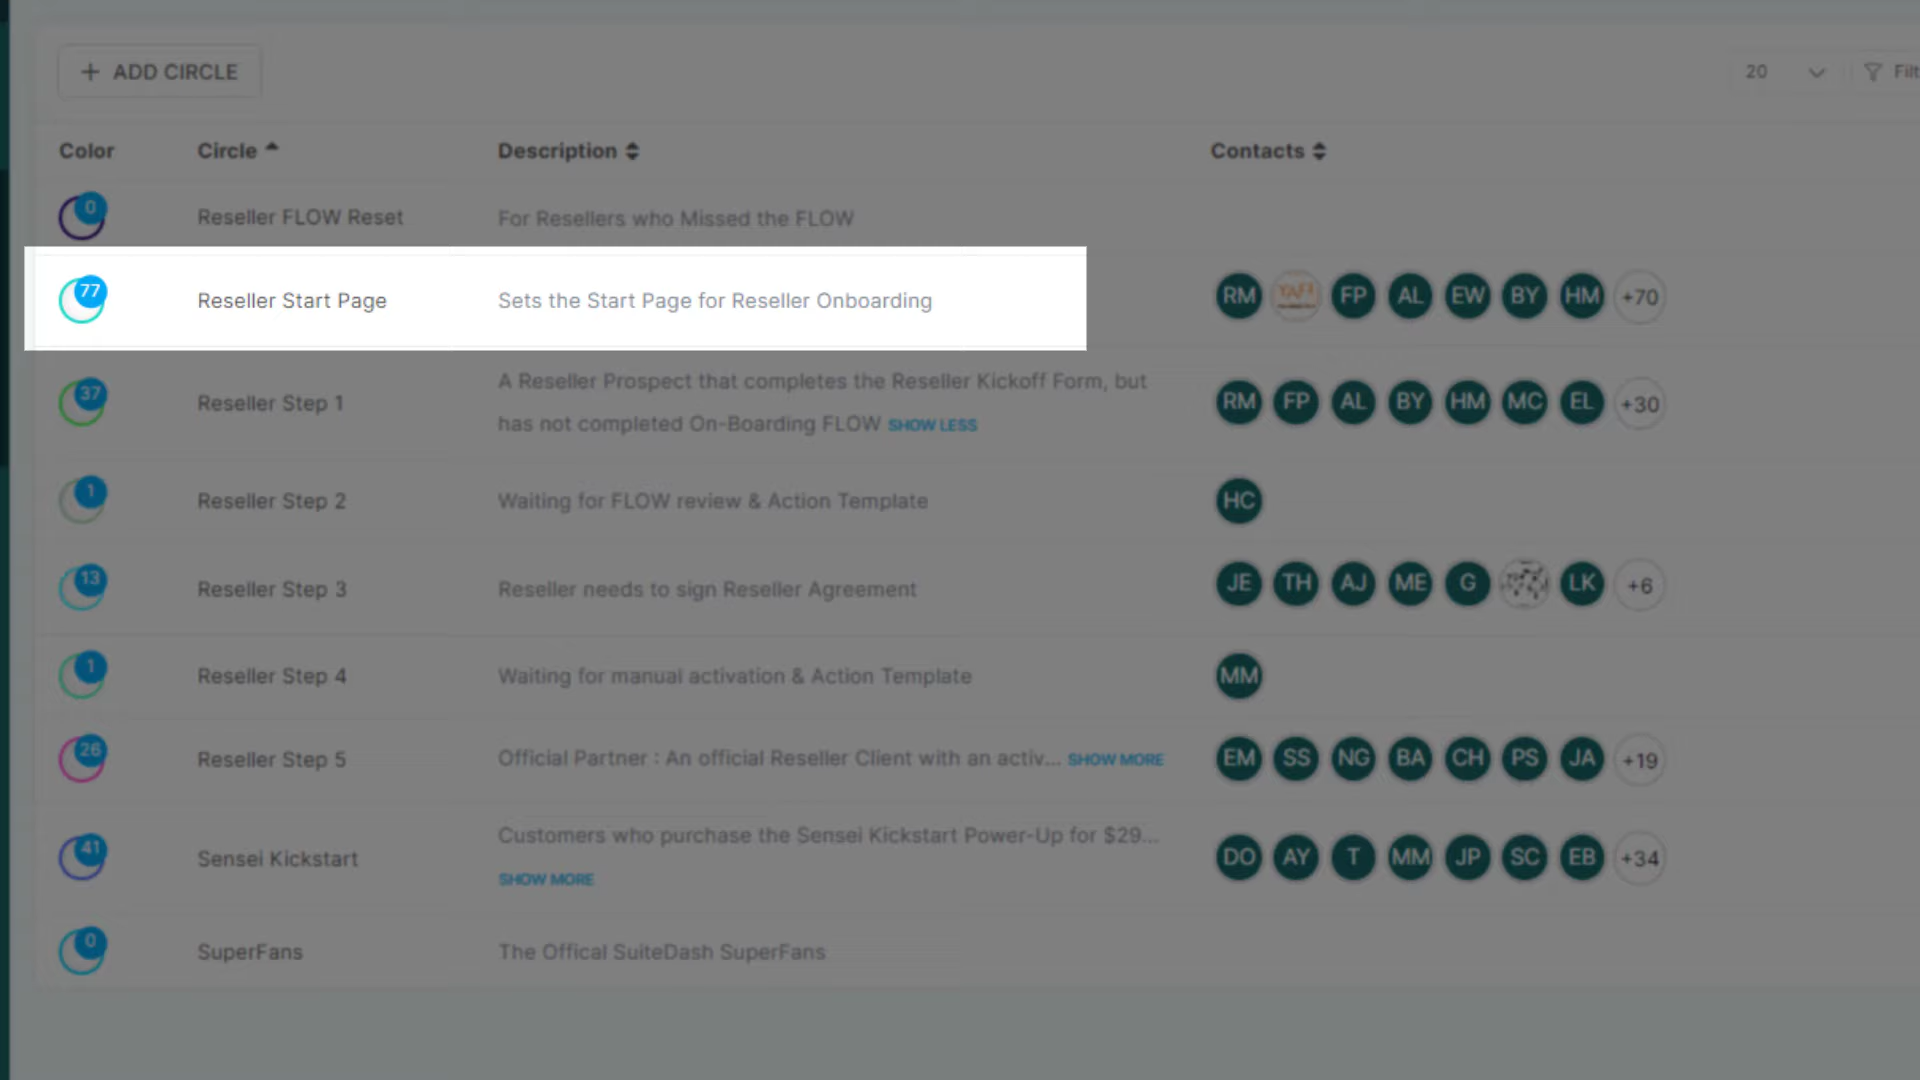 + ADD CIRCLE
20
Filt
Color Circle Description Contacts
0 Reseller FLOW Reset For Resellers who Missed the FLOW
77 Reseller Start Page Sets the Start Page for Reseller Onboarding RM FP AL EW BY HM +70
37 Reseller Step 1 A Reseller Prospect that completes the Reseller Kickoff Form, but
has not completed On-Boarding FLOW SHOW LESS
RM FP AL BY HM MC EL +30
1 Reseller Step 2 Waiting for FLOW review & Action Template HC
13 Reseller Step 3 Reseller needs to sign Reseller Agreement JE TH AJ ME G LK +6
1 Reseller Step 4 Waiting for manual activation & Action Template MM
26 Reseller Step 5 Official Partner : An official Reseller Client with an activ... SHOW MORE EM SS NG BA CH PS JA +19
41 Sensei Kickstart Customers who purchase the Sensei Kickstart Power-Up for $29...
SHOW MORE
DO AY T MM JP SC EB +34
0 SuperFans The Offical SuiteDash SuperFans